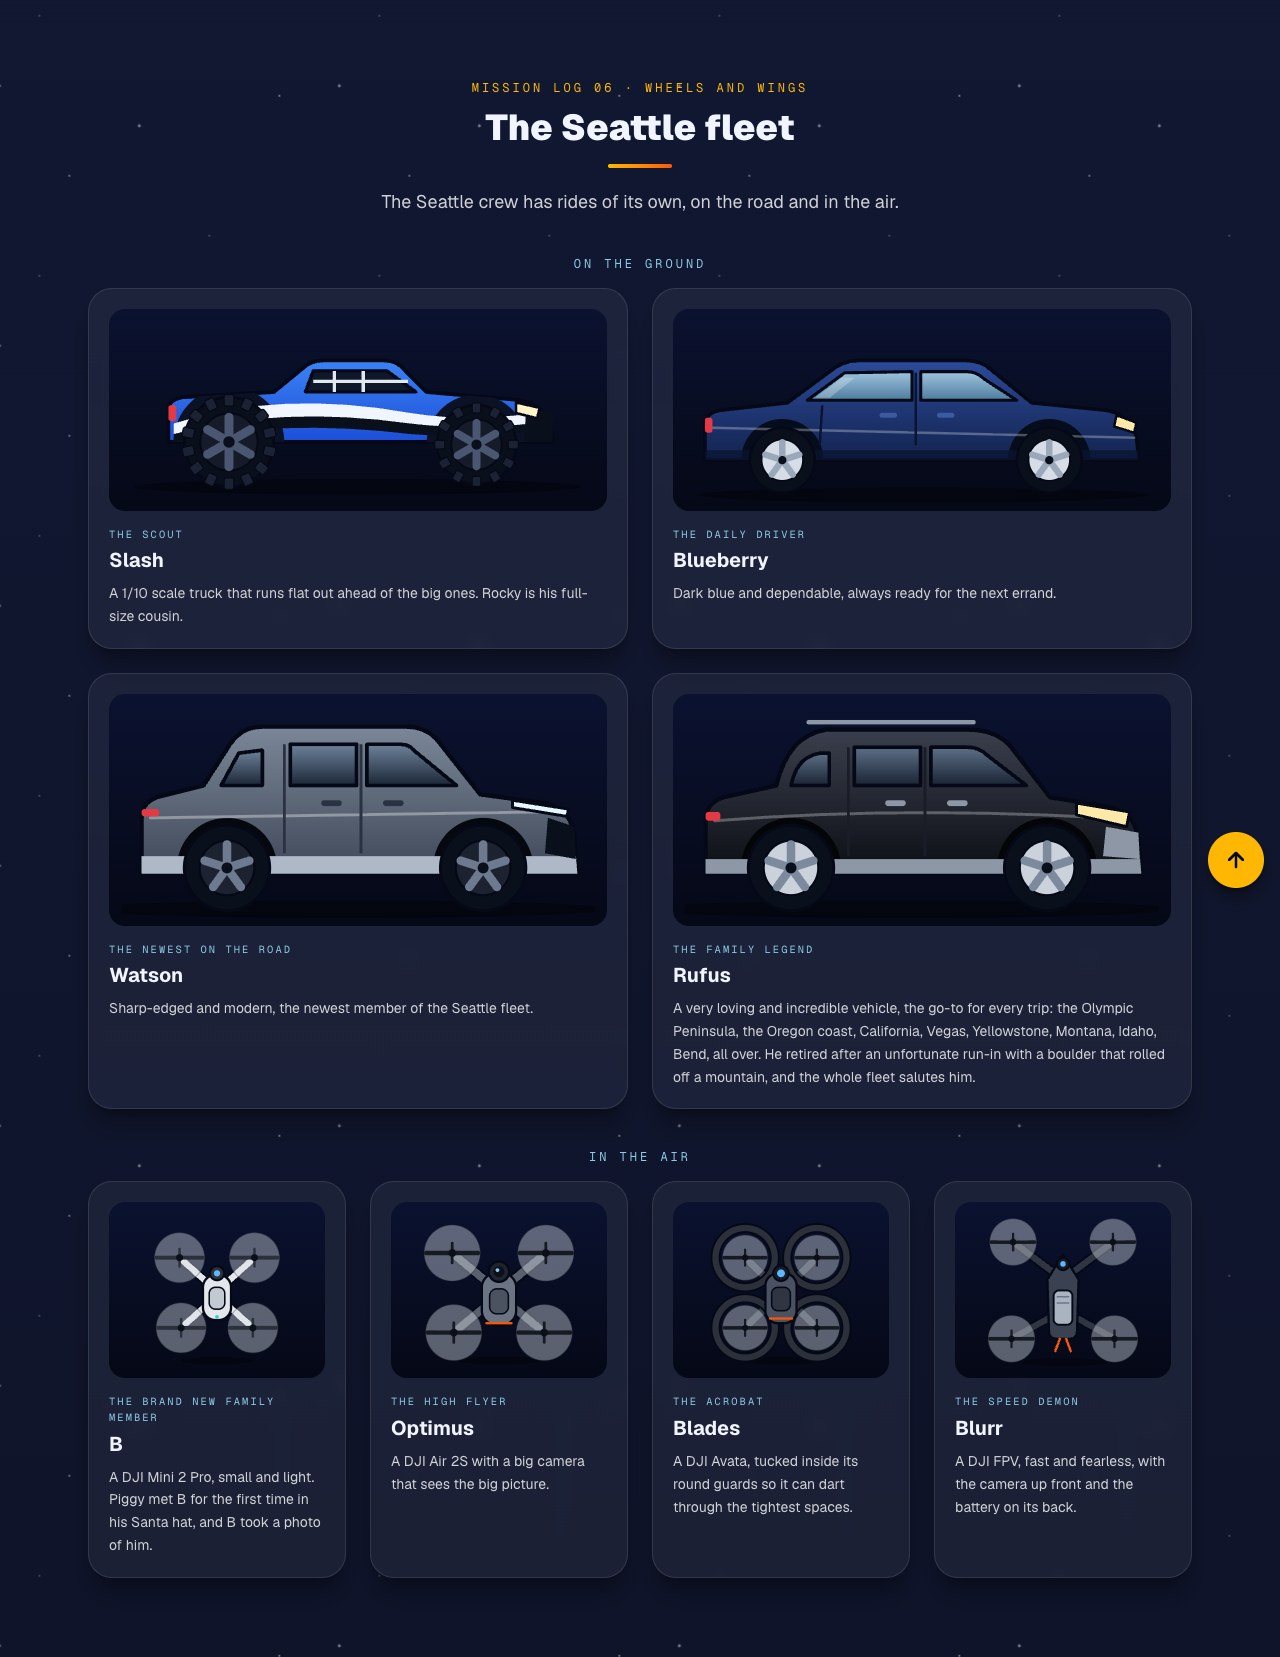 MISSION LOG 06 · WHEELS AND WINGS
The Seattle fleet
The Seattle crew has rides of its own, on the road and in the air.
ON THE GROUND
THE SCOUT
Slash
A 1/10 scale truck that runs flat out ahead of the big ones. Rocky is his full-
size cousin.
THE DAILY DRIVER
Blueberry
Dark blue and dependable, always ready for the next errand.
THE NEWEST ON THE ROAD
Watson
Sharp-edged and modern, the newest member of the Seattle fleet.
THE FAMILY LEGEND
Rufus
A very loving and incredible vehicle, the go-to for every trip: the Olympic
Peninsula, the Oregon coast, California, Vegas, Yellowstone, Montana, Idaho,
Bend, all over. He retired after an unfortunate run-in with a boulder that rolled
off a mountain, and the whole fleet salutes him.
IN THE AIR
THE BRAND NEW FAMILY
MEMBER
B
A DJI Mini 2 Pro, small and light.
Piggy met B for the first time in
his Santa hat, and B took a photo
of him.
THE HIGH FLYER
Optimus
A DJI Air 2S with a big camera
that sees the big picture.
THE ACROBAT
Blades
A DJI Avata, tucked inside its
round guards so it can dart
through the tightest spaces.
THE SPEED DEMON
Blurr
A DJI FPV, fast and fearless, with
the camera up front and the
battery on its back.